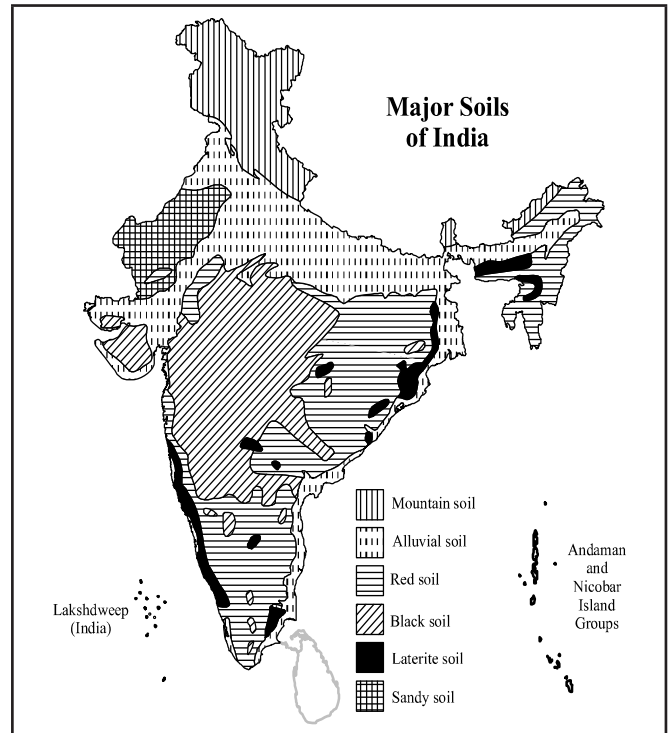 Major Soils
of India
Mountain soil
Alluvial soil
Red soil
Black soil
Laterite soil
Sandy soil
Andaman
and
Nicobar
Island
Groups
Lakshdweep
(India)